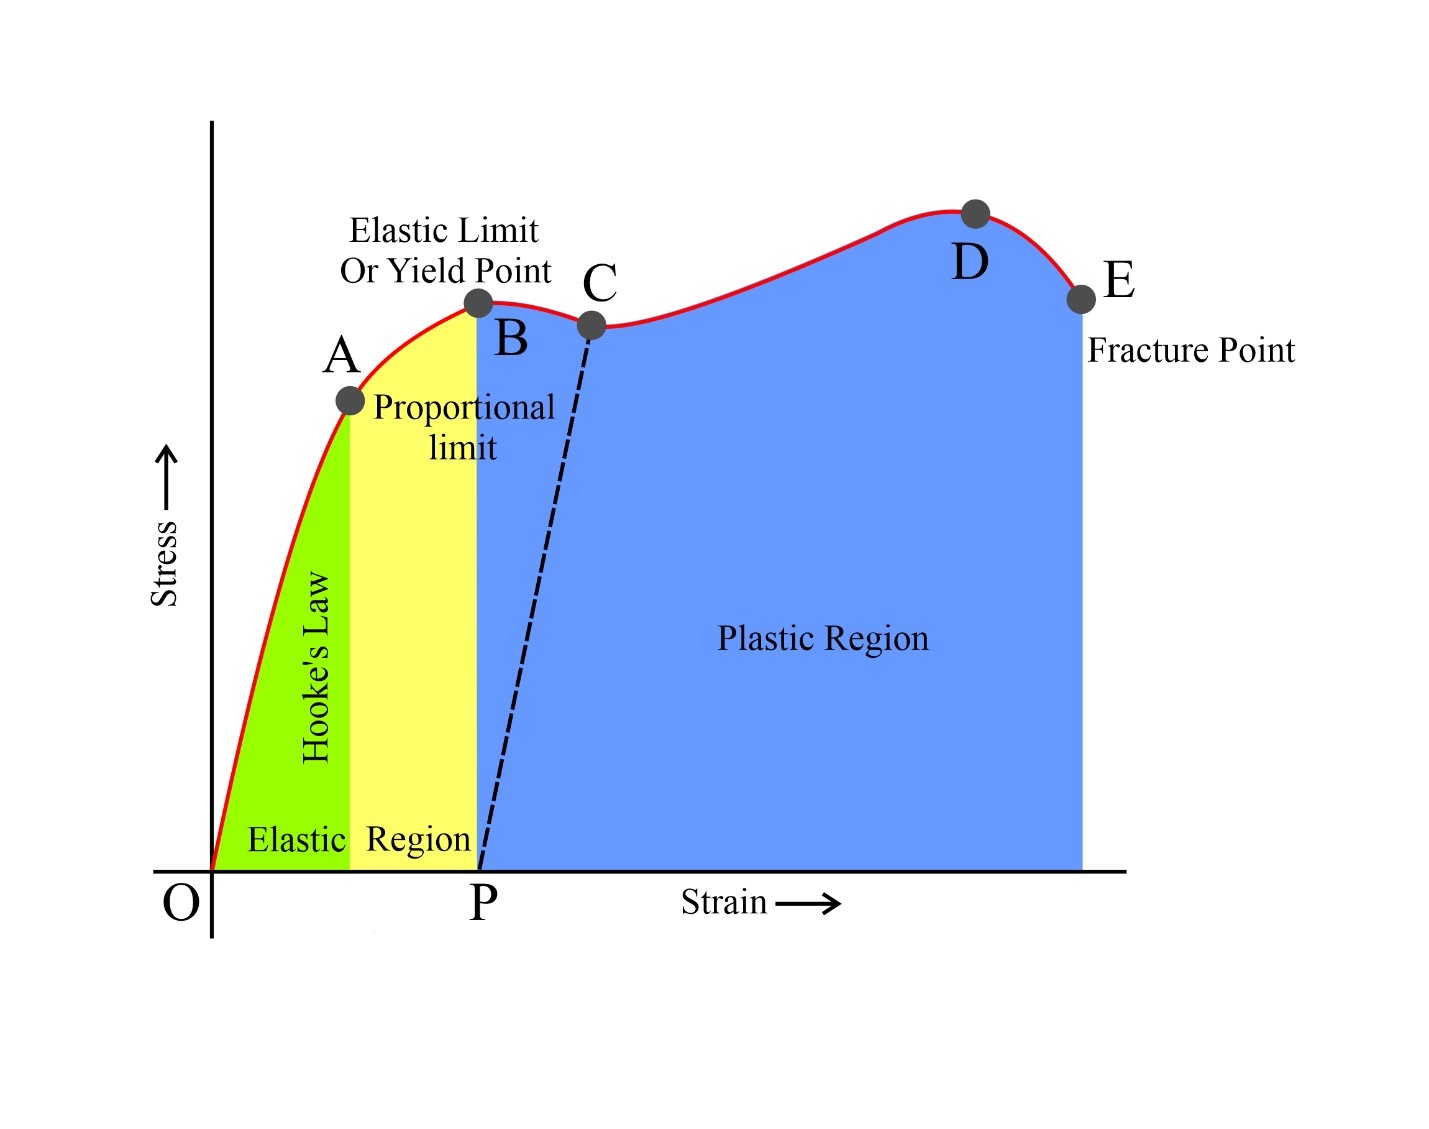 Elastic Limit
Or Yield Point
A
B
C
D
E
Proportional
limit
Fracture Point
Stress
Hooke's Law
Plastic Region
Elastic Region
O
P
Strain